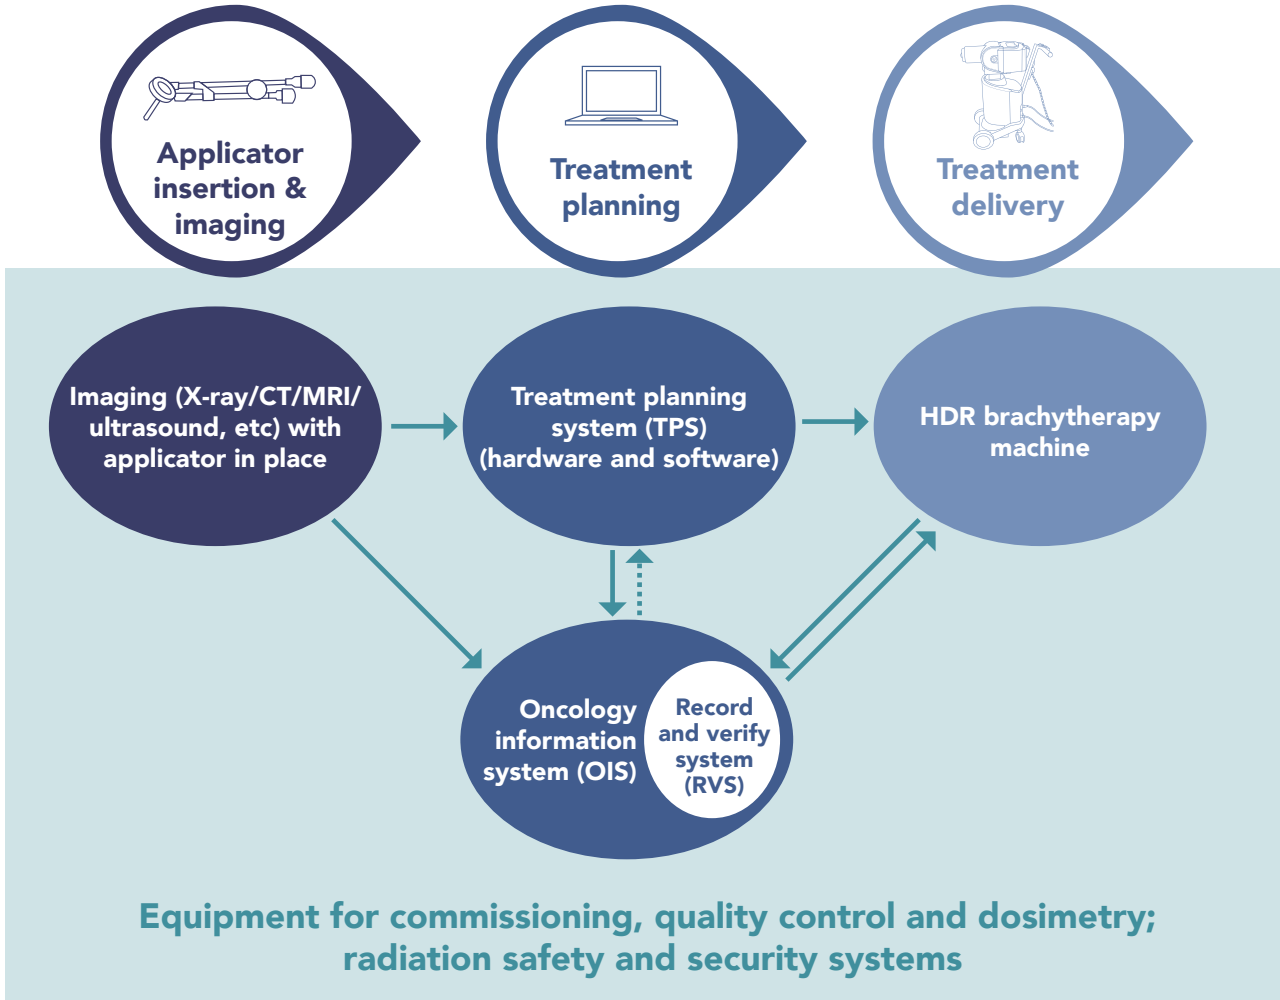 Applicator
insertion &
imaging
Treatment
planning
Treatment
delivery
Imaging (X-ray/CT/MRI/
ultrasound, etc) with
applicator in place
Treatment planning
system (TPS)
(hardware and software)
HDR brachytherapy
machine
Oncology
information
system (OIS)
Record
and verify
system
(RVS)
Equipment for commissioning, quality control and dosimetry;
radiation safety and security systems